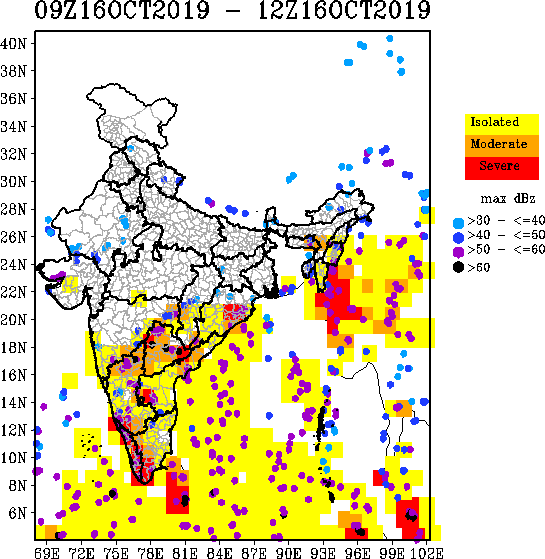 09Z16OCT2019 - 12Z16OCT2019
40N
38N
36N
34N
32N
30N
28N
26N
24N
22N
20N
18N
16N
14N
12N
10N
8N
6N
69E 72E 75E 78E 81E 84E 87E 90E 93E 96E 99E 102E
Isolated
Moderate
Severe
max dBz
>30 - <=40
>40 - <=50
>50 - <=60
>60